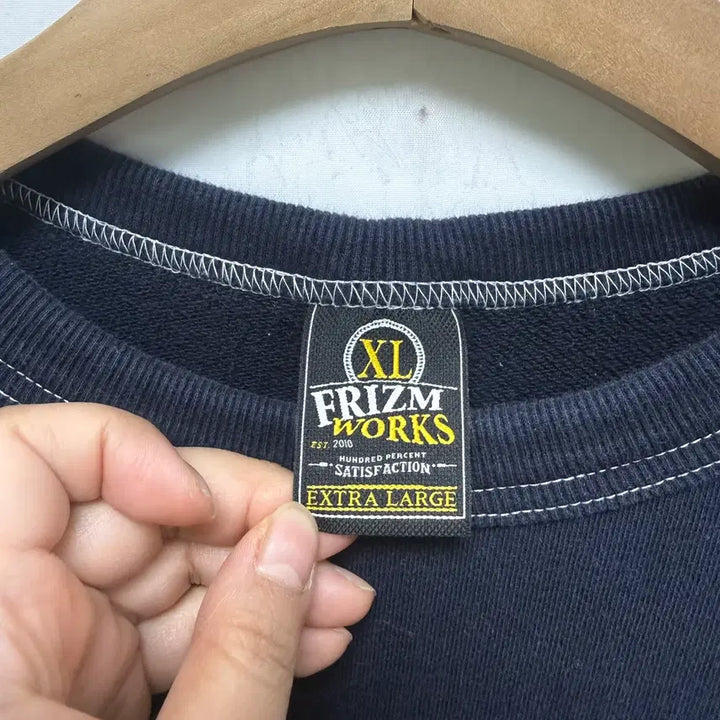 XL
FRIZM
WORKS
EST. 2010
HUNDRED PERCENT
SATISFACTION
EXTRA LARGE